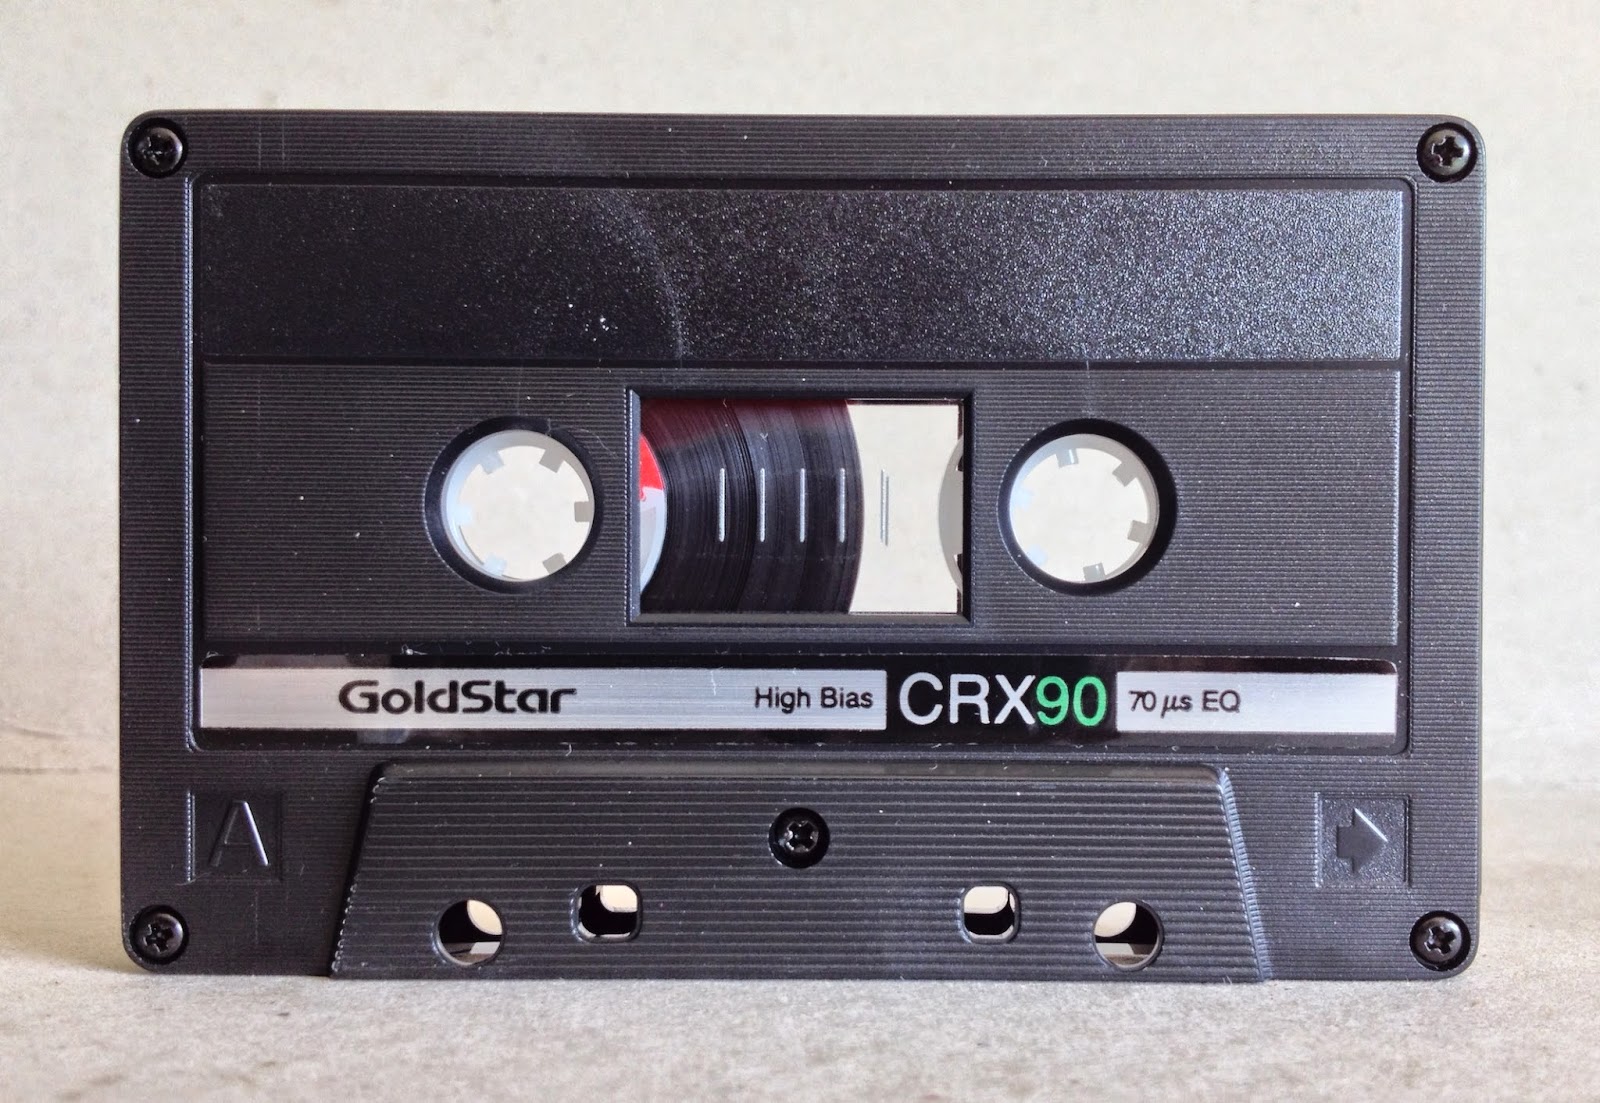 GoldStar High Bias CRX90 70 µs EQ
A